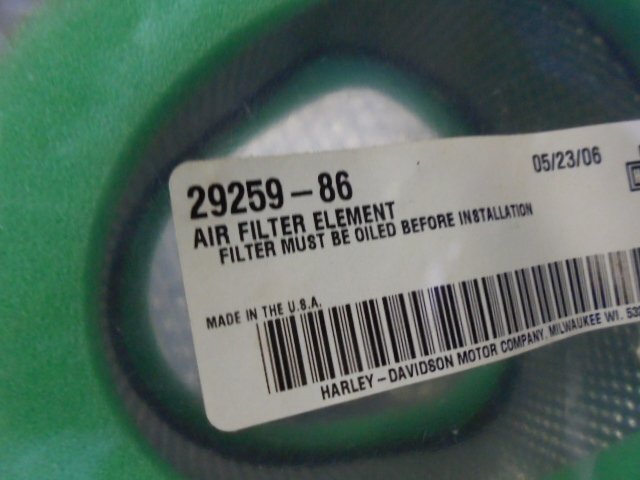 05/23/06
29259-86
AIR FILTER ELEMENT
FILTER MUST BE OILED BEFORE INSTALLATION
MADE IN THE U.S.A.
HARLEY-DAVIDSON MOTOR COMPANY, MILWAUKEE WI.